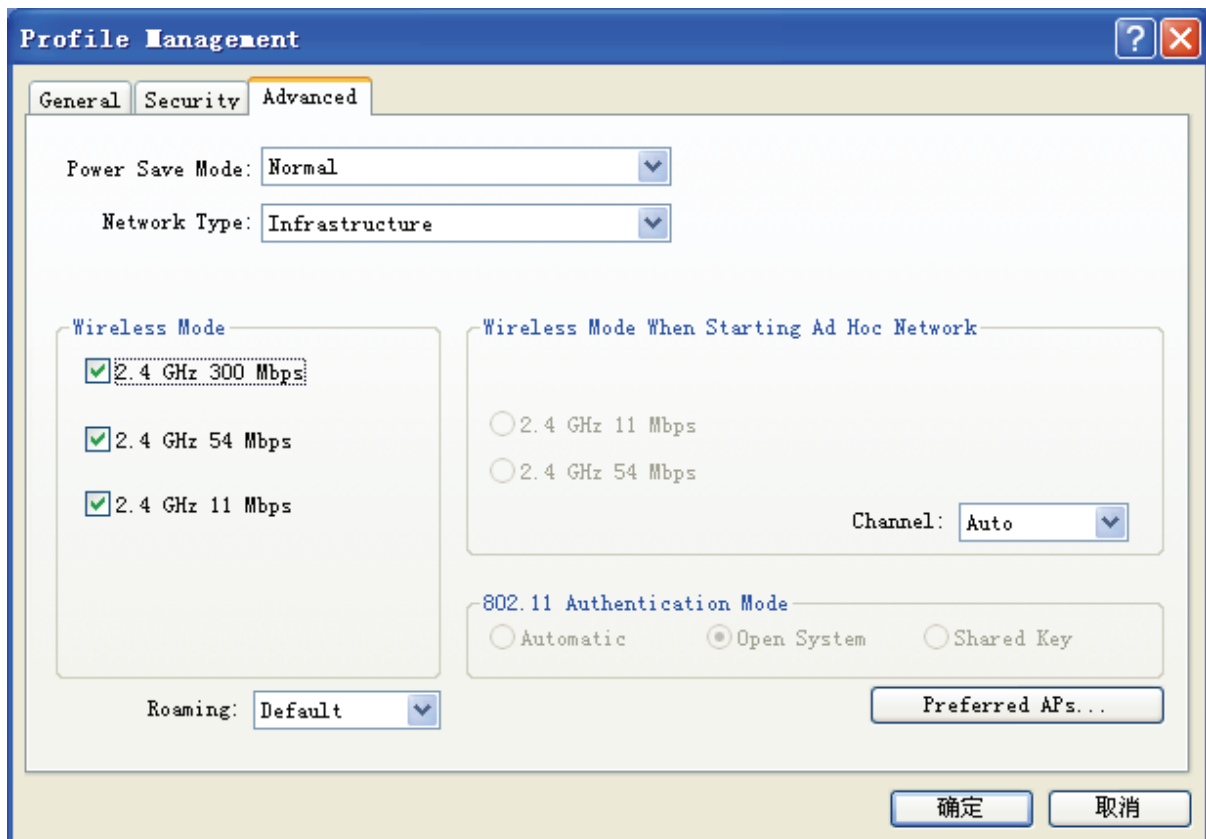 Profile Management
General Security Advanced
Power Save Mode: Normal
Network Type: Infrastructure
Wireless Mode
2.4 GHz 300 Mbps
2.4 GHz 54 Mbps
2.4 GHz 11 Mbps
Wireless Mode When Starting Ad Hoc Network
2.4 GHz 11 Mbps
2.4 GHz 54 Mbps
Channel: Auto
802.11 Authentication Mode
Automatic Open System Shared Key
Roaming: Default
Preferred APs...
确定 取消